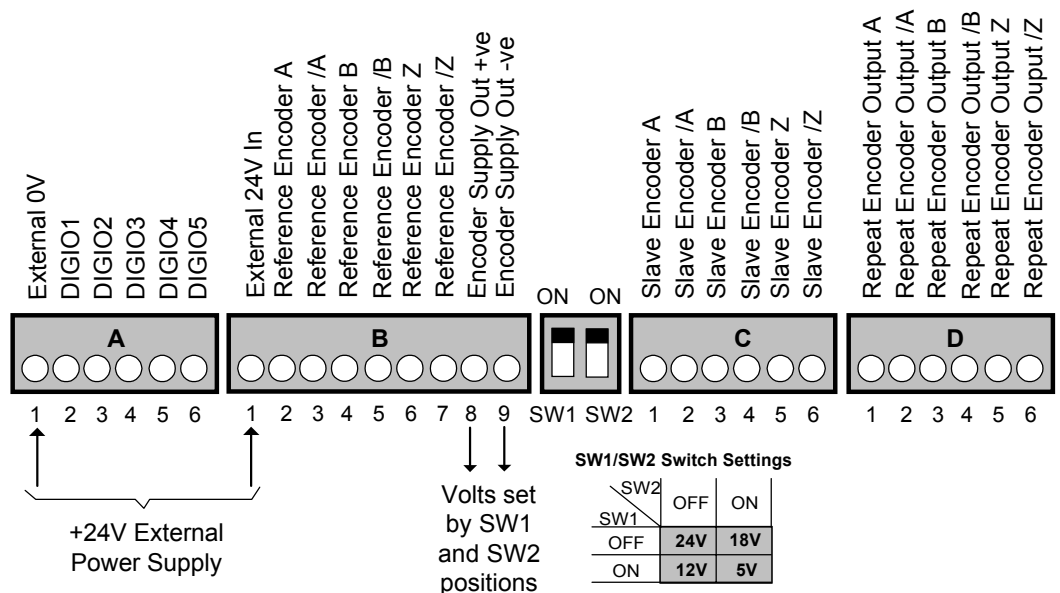 External 0V
DIGIO1
DIGIO2
DIGIO3
DIGIO4
DIGIO5
External 24V In
Reference Encoder A
Reference Encoder /A
Reference Encoder B
Reference Encoder /B
Reference Encoder Z
Reference Encoder /Z
Encoder Supply Out +ve
Encoder Supply Out -ve
ON ON
Slave Encoder A
Slave Encoder /A
Slave Encoder B
Slave Encoder /B
Slave Encoder Z
Slave Encoder /Z
Repeat Encoder Output A
Repeat Encoder Output /A
Repeat Encoder Output B
Repeat Encoder Output /B
Repeat Encoder Output Z
Repeat Encoder Ouput /Z
A B C D
1 2 3 4 5 6 1 2 3 4 5 6 7 8 9 SW1 SW2 1 2 3 4 5 6 1 2 3 4 5 6
+24V External
Power Supply
Volts set
by SW1
and SW2
positions
SW1/SW2 Switch Settings
SW2 OFF ON
SW1
OFF 24V 18V
ON 12V 5V